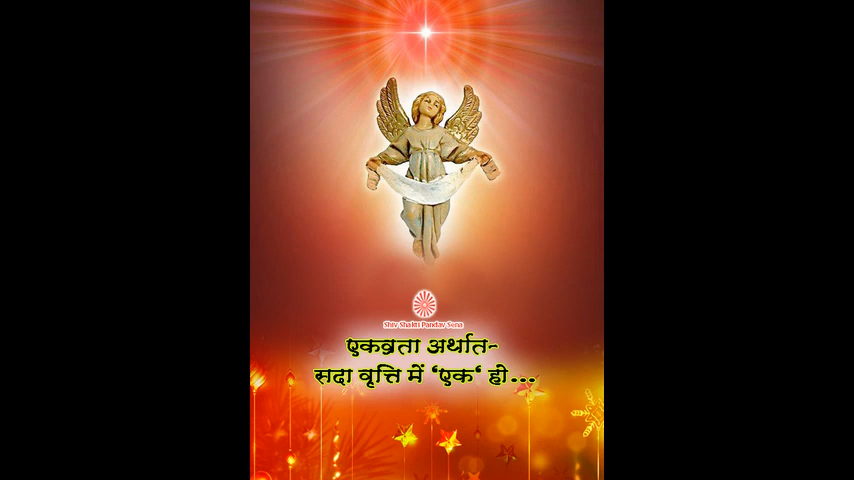 Shiv Shakti Pandav Sena
एकव्रता अर्थात-
सदा वृत्ति में ‘एक‘ हो...